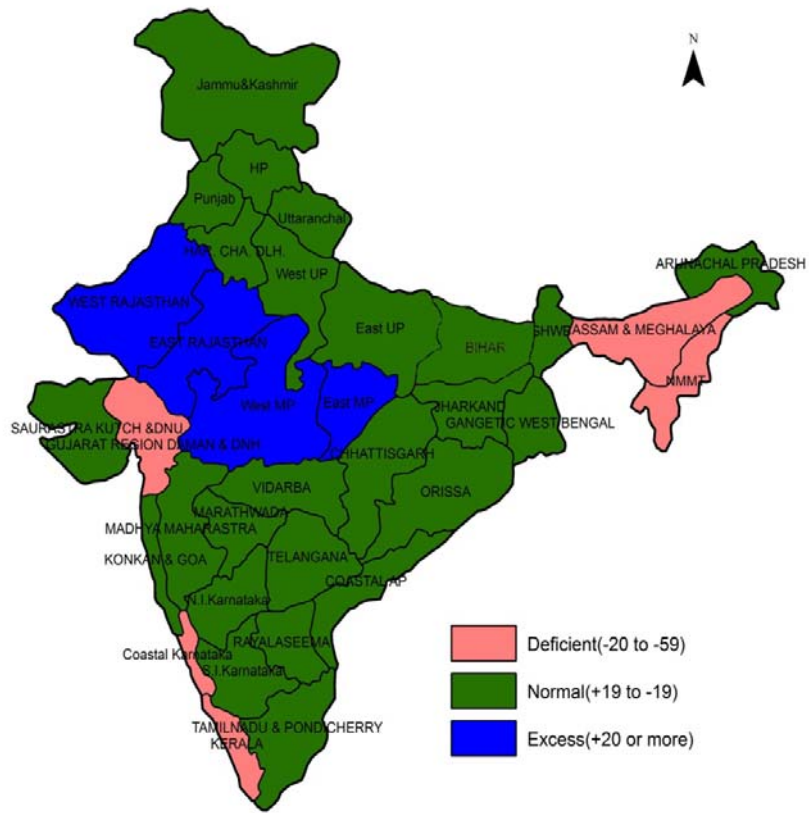 N
Jammu&Kashmir
HP
Punjab
Uttaranchal
HAR. CHA. DLH.
West UP
ARUNACHAL PRADESH
WEST RAJASTHAN
EAST RAJASTHAN
East UP
BIHAR
SHWB
ASSAM & MEGHALAYA
NMMT
West MP
East MP
SAURASTRA KUTCH &DNU
GUJARAT REGION DAMAN & DNH
JHARKAND
GANGETIC WEST BENGAL
CHHATTISGARH
VIDARBA
ORISSA
MARATHWADA
MADHYA MAHARASTRA
KONKAN & GOA
TELANGANA
COASTAL AP
N.I.Karnataka
RAYALASEEMA
Coastal Karnataka
S.I.Karnataka
TAMILNADU & PONDICHERRY
KERALA
Deficient(-20 to -59)
Normal(+19 to -19)
Excess(+20 or more)